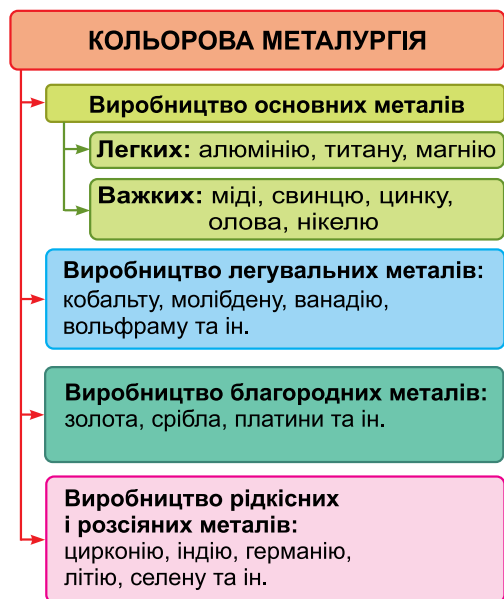 КОЛЬОРОВА МЕТАЛУРГІЯ
Виробництво основних металів
Легких: алюмінію, титану, магнію
Важких: міді, свинцю, цинку,
олова, нікелю
Виробництво легувальних металів:
кобальту, молібдену, ванадію,
вольфраму та ін.
Виробництво благородних металів:
золота, срібла, платини та ін.
Виробництво рідкісних
і розсіяних металів:
цирконію, індію, германію,
літію, селену та ін.